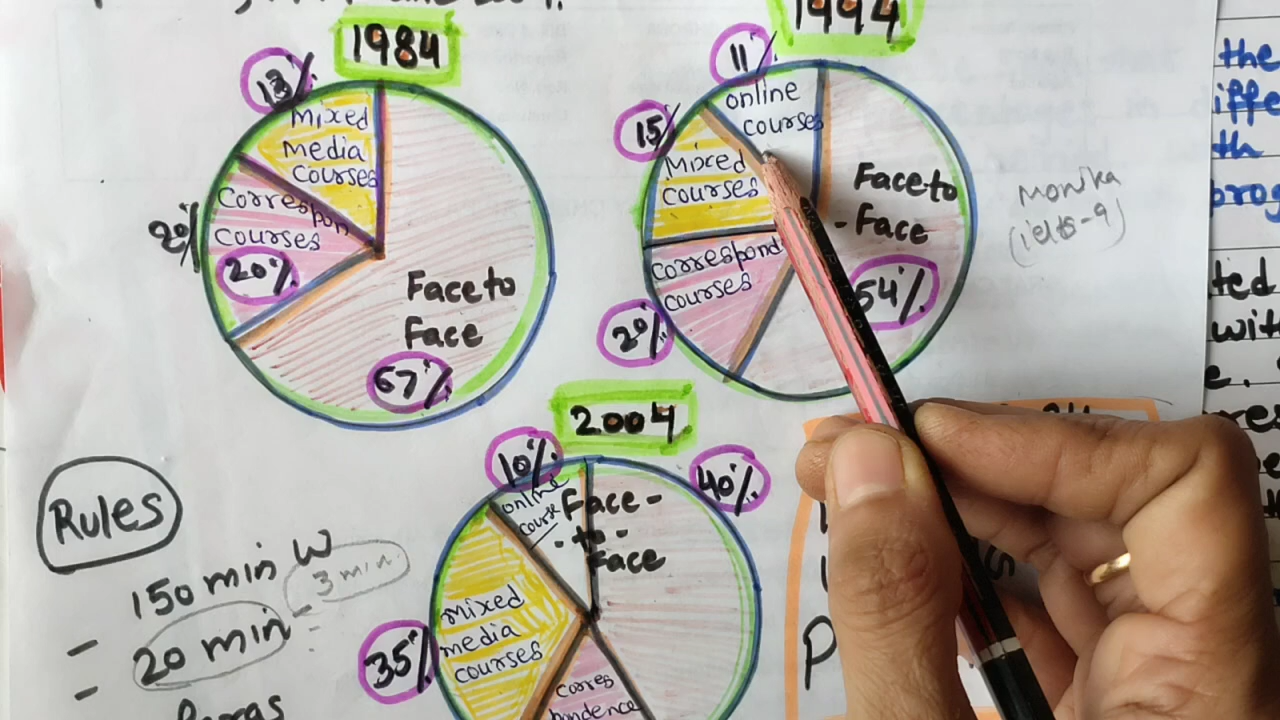 1984
13%
Mixed
media
courses
Correspon
courses
20%
20%
Face to
Face
67%
1994
11%
online
courses
15%
Mixed
courses
Correspond
courses
20%
Face to
- Face
54%
Monika
(ielts-9)
2004
10%
online
course
Face -
- to -
Face
40%
35%
mixed
media
courses
corres
pondence
Rules
150 min W
3 min
- 20 min
-
P
the
iffe
th
prog
ted
wit
e.
res